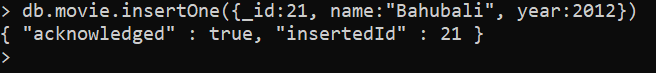 > db.movie.insertOne({_id:21, name:"Bahubali", year:2012})
{ "acknowledged" : true, "insertedId" : 21 }
>